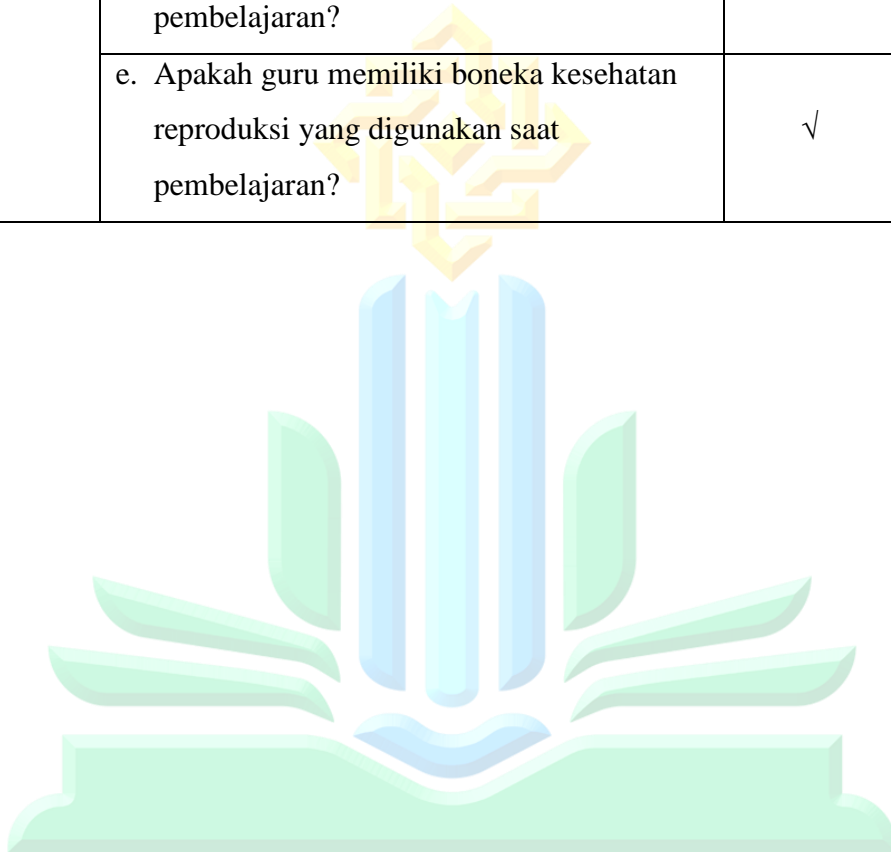 pembelajaran?
e. Apakah guru memiliki boneka kesehatan
reproduksi yang digunakan saat
√
pembelajaran?